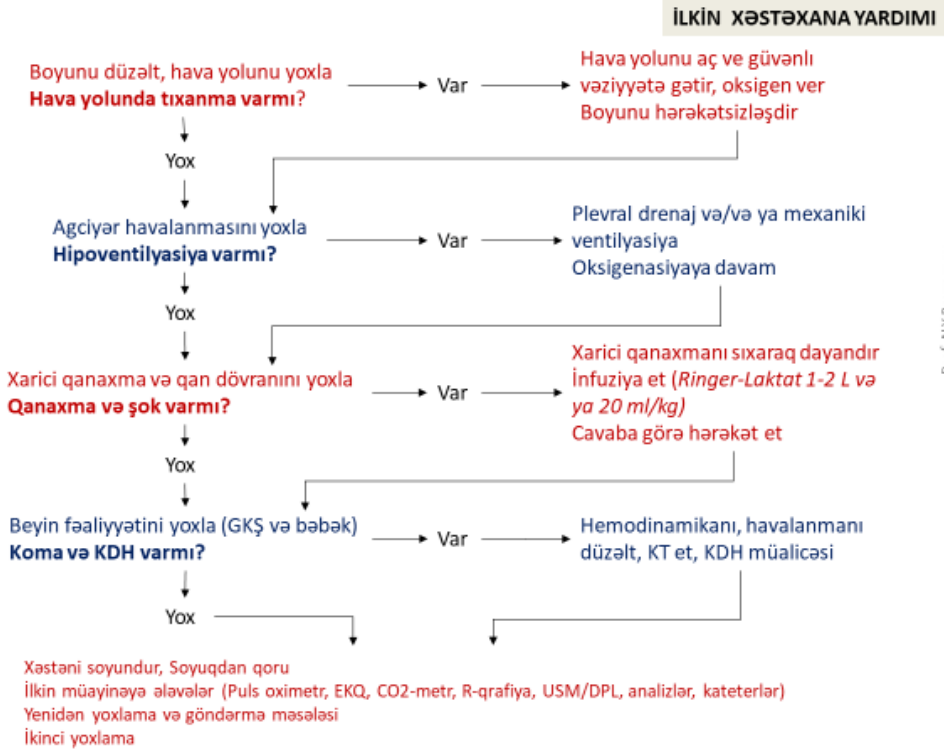 İLKİN XƏSTƏXANA YARDIMI
Boyunu düzəlt, hava yolunu yoxla
Hava yolunda tıxanma varmı?
Var
Hava yolunu aç ve güvənlı
vəziyyətə gətir, oksigen ver
Boyunu hərəkətsizləşdir
Yox
Agciyər havalanmasını yoxla
Hipoventilyasiya varmı?
Var
Plevral drenaj və/və ya mexaniki
ventilyasiya
Oksigenasiyaya davam
Yox
Xarici qanaxma və qan dövranını yoxla
Qanaxma və şok varmı?
Var
Xarici qanaxmanı sıxaraq dayandır
İnfuziya et (Ringer-Laktat 1-2 L və
ya 20 ml/kg)
Cavaba görə hərəkət et
Yox
Beyin fəaliyyətini yoxla (GKŞ və bəbək)
Koma və KDH varmı?
Var
Hemodinamikanı, havalanmanı
düzəlt, KT et, KDH müalicəsi
Yox
Xəstəni soyundur, Soyuqdan qoru
İlkin müayinəyə əlavələr (Puls oximetr, EKQ, CO2-metr, R-qrafiya, USM/DPL, analizlər, kateterlər)
Yenidən yoxlama və göndərmə məsələsi
İkinci yoxlama